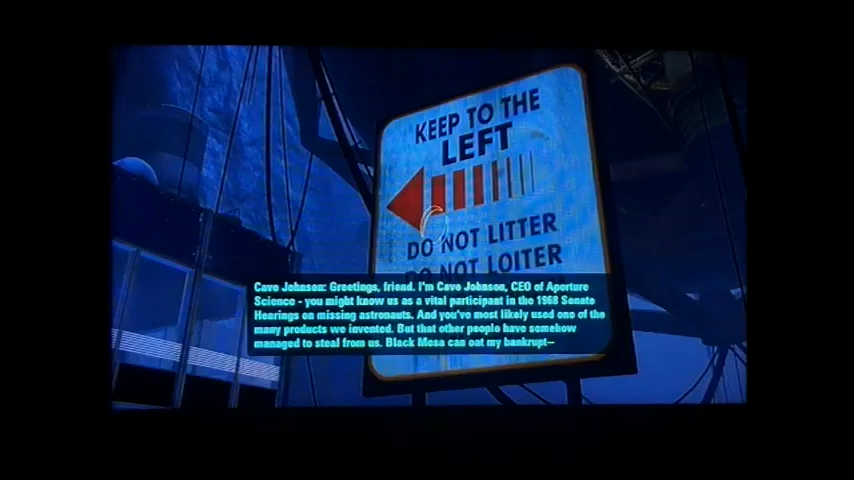 KEEP TO THE
LEFT
DO NOT LITTER
DO NOT LOITER
Cave Johnson: Greetings, friend. I'm Cave Johnson, CEO of Aperture
Science - you might know us as a vital participant in the 1968 Senate
Hearings on missing astronauts. And you've most likely used one of the
many products we invented. But that other people have somehow
managed to steal from us. Black Mesa can eat my bankrupt--